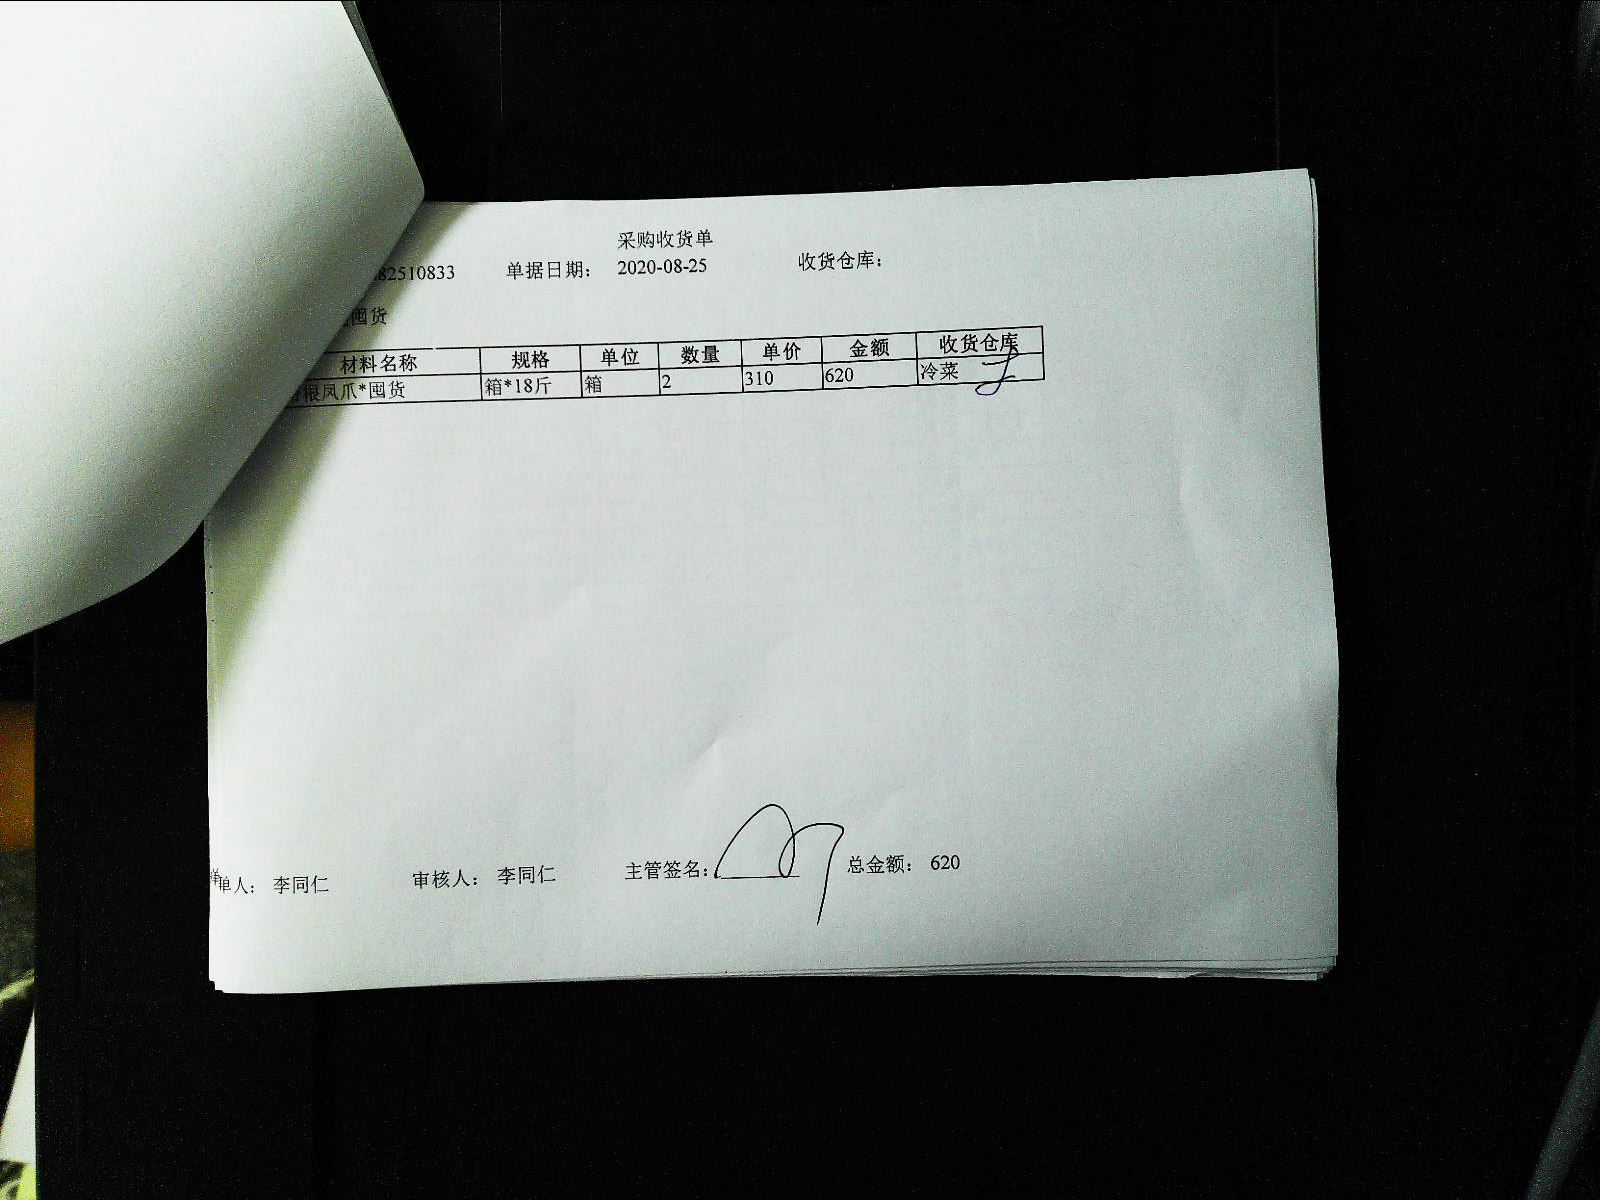 采购收货单
82510833 单据日期： 2020-08-25 收货仓库：
囤货
材料名称 规格 单位 数量 单价 金额 收货仓库
根凤爪*囤货 箱*18斤 箱 2 310 620 冷菜
单人： 李同仁 审核人： 李同仁 主管签名： 总金额： 620